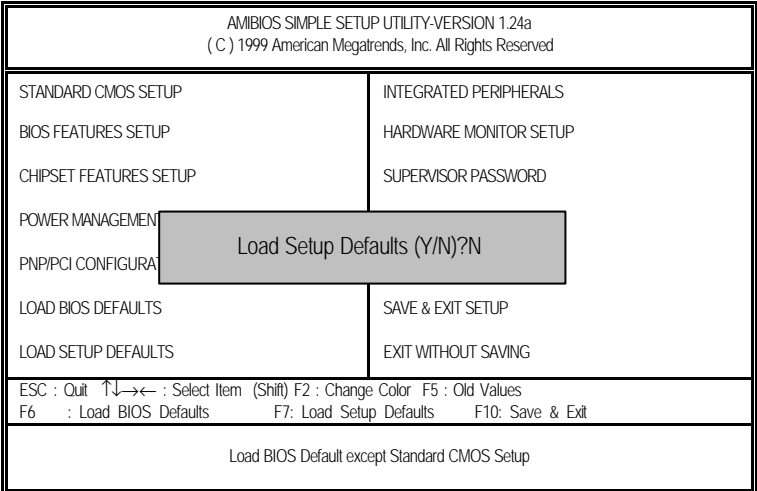 AMIBIOS SIMPLE SETUP UTILITY-VERSION 1.24a
( C ) 1999 American Megatrends, Inc. All Rights Reserved
STANDARD CMOS SETUP
INTEGRATED PERIPHERALS
BIOS FEATURES SETUP
HARDWARE MONITOR SETUP
CHIPSET FEATURES SETUP
SUPERVISOR PASSWORD
POWER MANAGEMENT
Load Setup Defaults (Y/N)?N
PNP/PCI CONFIGURA
LOAD BIOS DEFAULTS
SAVE & EXIT SETUP
LOAD SETUP DEFAULTS
EXIT WITHOUT SAVING
ESC : Quit ↑↓→← : Select Item (Shift) F2 : Change Color F5 : Old Values
F6 : Load BIOS Defaults F7: Load Setup Defaults F10: Save & Exit
Load BIOS Default except Standard CMOS Setup